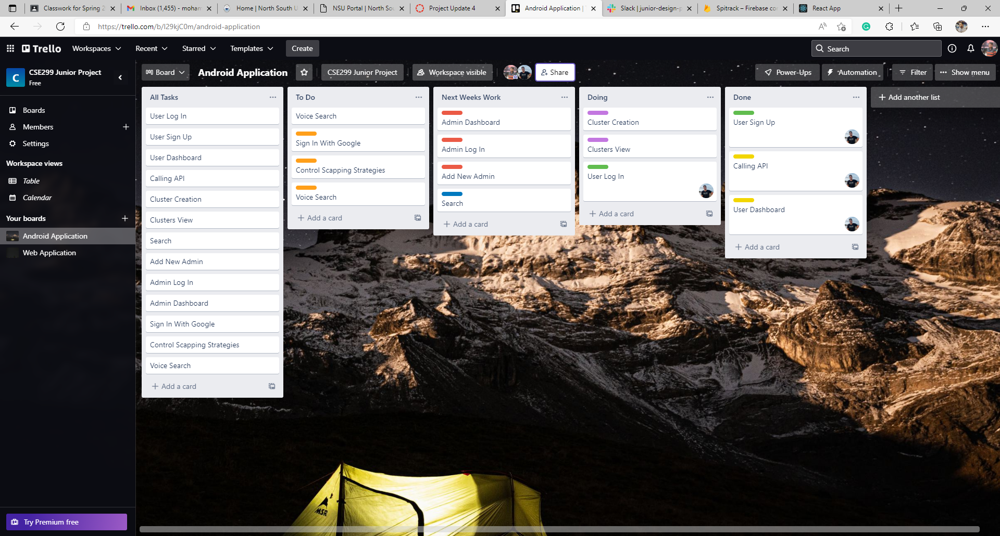 Classwork for Spring 2
Inbox (1,455) - moham
Home | North South U
NSU Portal | North Sou
Project Update 4
Android Application | T
Slack | junior-design-p
Spitrack – Firebase con
React App
https://trello.com/b/l29kjC0m/android-application
Trello
Workspaces
Recent
Starred
Templates
Create
Search
C
CSE299 Junior Project
Free
Board
Android Application
CSE299 Junior Project
Workspace visible
Share
Power-Ups
Automation
Filter
Show menu
Boards
Members
Settings
Workspace views
Table
Calendar
Your boards
Android Application
Web Application
Try Premium free
All Tasks
User Log In
User Sign Up
User Dashboard
Calling API
Cluster Creation
Clusters View
Search
Add New Admin
Admin Log In
Admin Dashboard
Sign In With Google
Control Scapping Strategies
Voice Search
+ Add a card
To Do
Voice Search
Sign In With Google
Control Scapping Strategies
Voice Search
+ Add a card
Next Weeks Work
Admin Dashboard
Admin Log In
Add New Admin
Search
+ Add a card
Doing
Cluster Creation
Clusters View
User Log In
+ Add a card
Done
User Sign Up
Calling API
User Dashboard
+ Add a card
+ Add another list
MSR